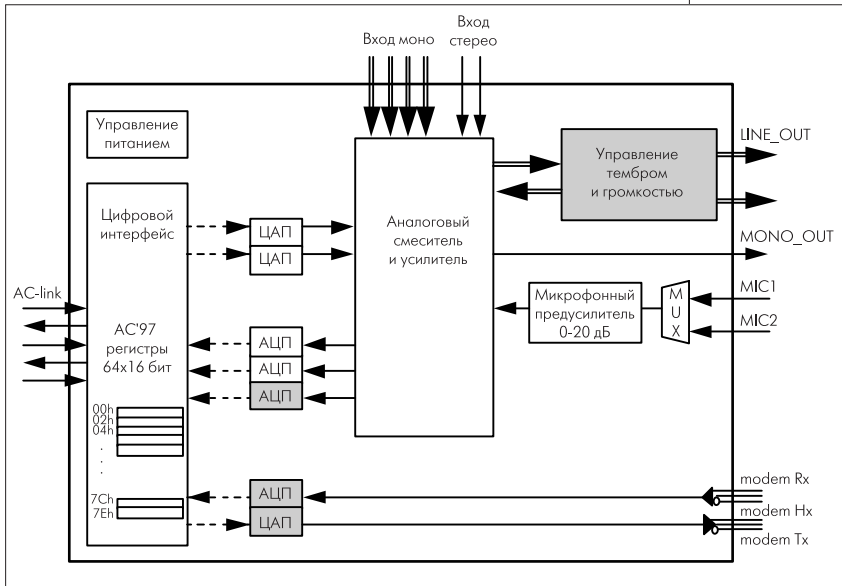 Вход моно
Вход
стерео
Управление
питанием
LINE_OUT
Управление
тембром
и громкостью
Цифровой
интерфейс
ЦАП
ЦАП
Аналоговый
смеситель
и усилитель
MONO_OUT
AC-link
Микрофонный
предусилитель
0-20 дБ
M
U
X
MIC1
MIC2
AC'97
регистры
64x16 бит
АЦП
АЦП
АЦП
00h
02h
04h
.
.
.
7Ch
7Eh
АЦП
ЦАП
modem Rx
modem Hx
modem Tx